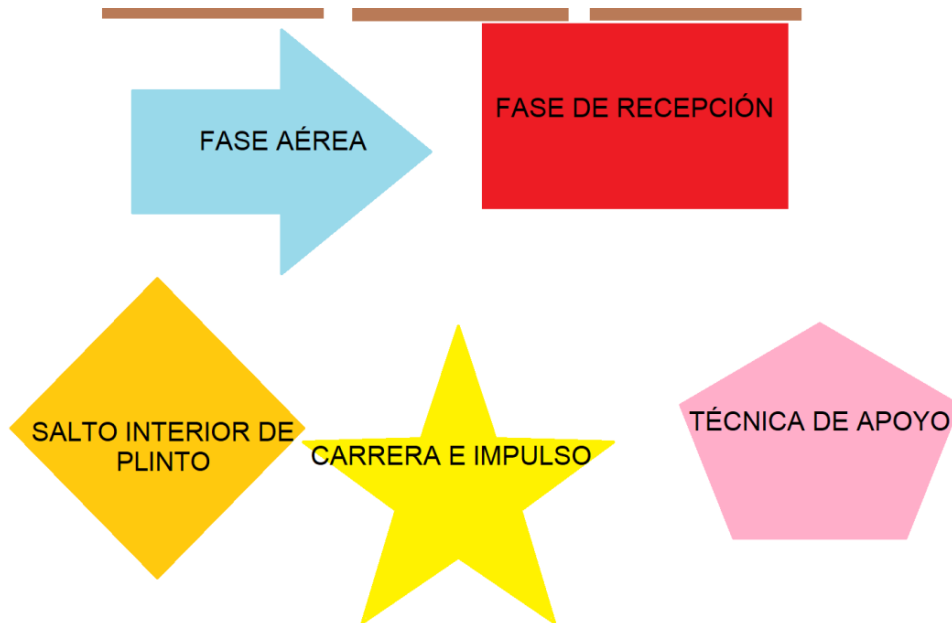 FASE AÉREA
FASE DE RECEPCIÓN
SALTO INTERIOR DE
PLINTO
CARRERA E IMPULSO
TÉCNICA DE APOYO